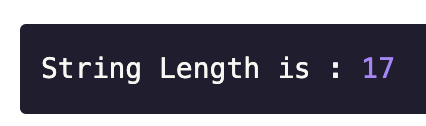 String Length is : 17